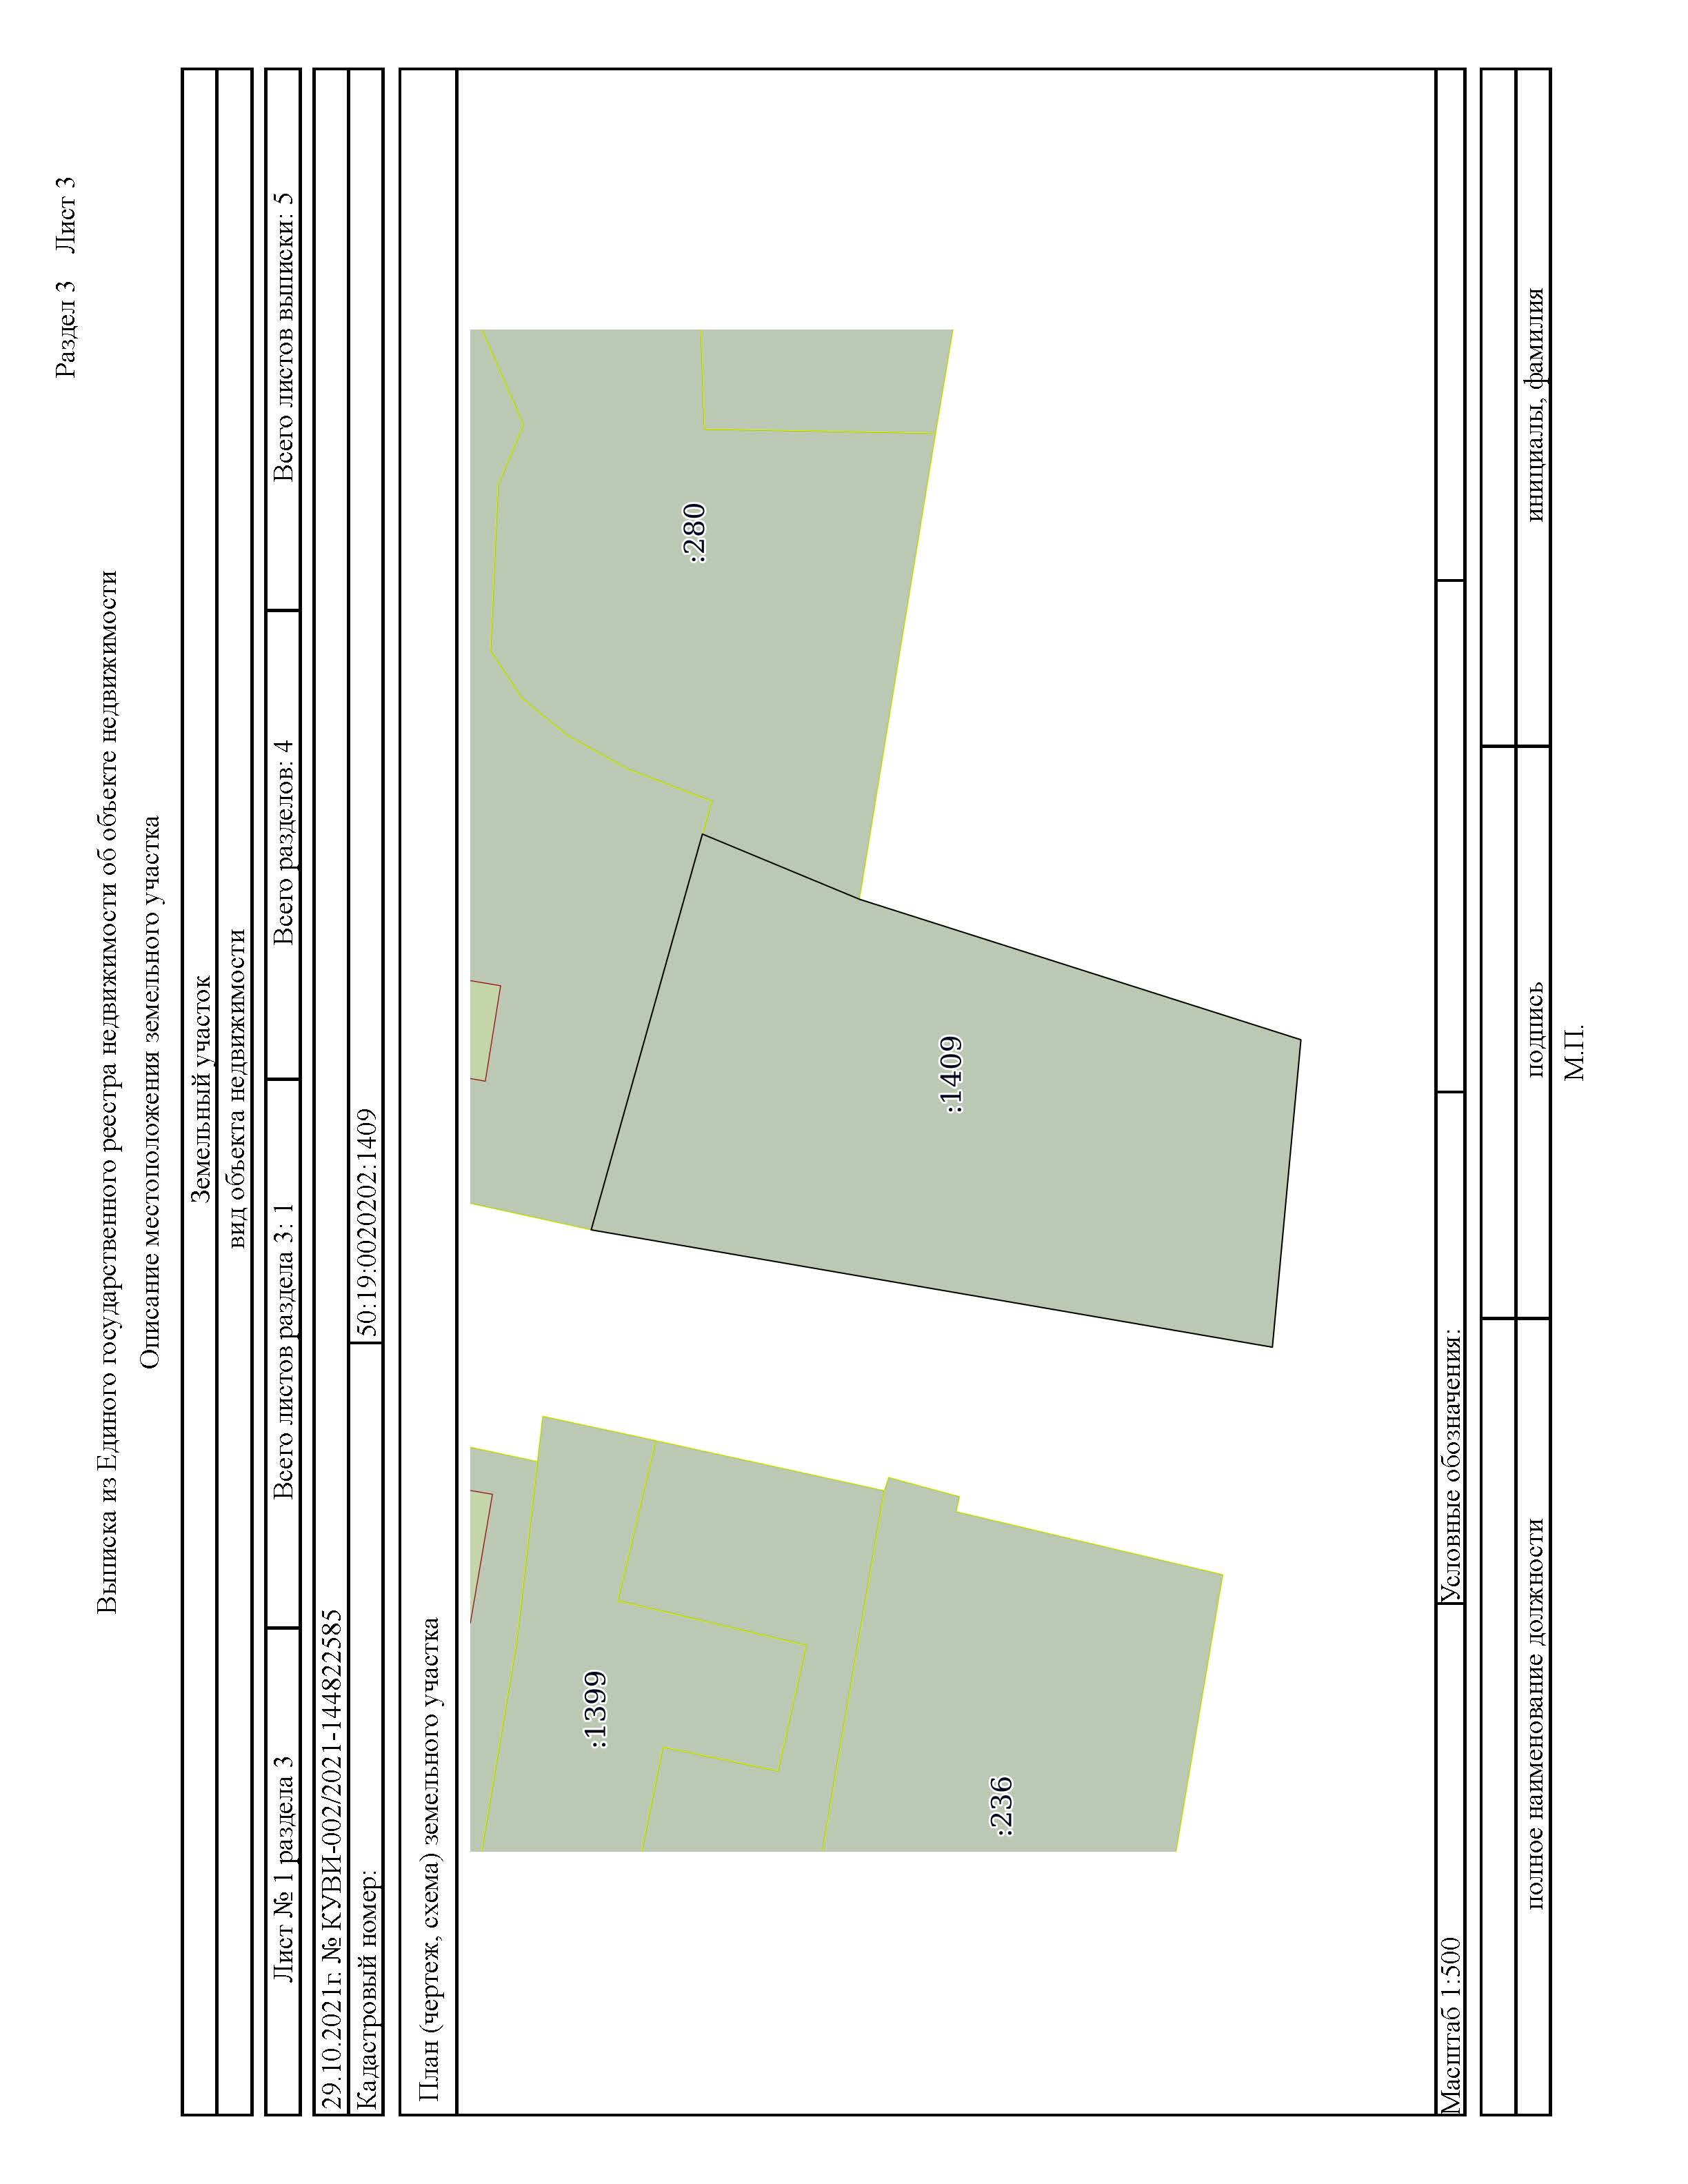 Раздел 3 Лист 3
Выписка из Единого государственного реестра недвижимости об объекте недвижимости
Описание местоположения земельного участка
Земельный участок
вид объекта недвижимости
Лист № 1 раздела 3 Всего листов раздела 3: 1 Всего разделов: 4 Всего листов выписки: 5
29.10.2021г. № КУВИ-002/2021-144822585
Кадастровый номер: 50:19:0020202:1409
План (чертеж, схема) земельного участка
:1399
:280
:1409
:236
Масштаб 1:500 Условные обозначения:
полное наименование должности подпись инициалы, фамилия
М.П.